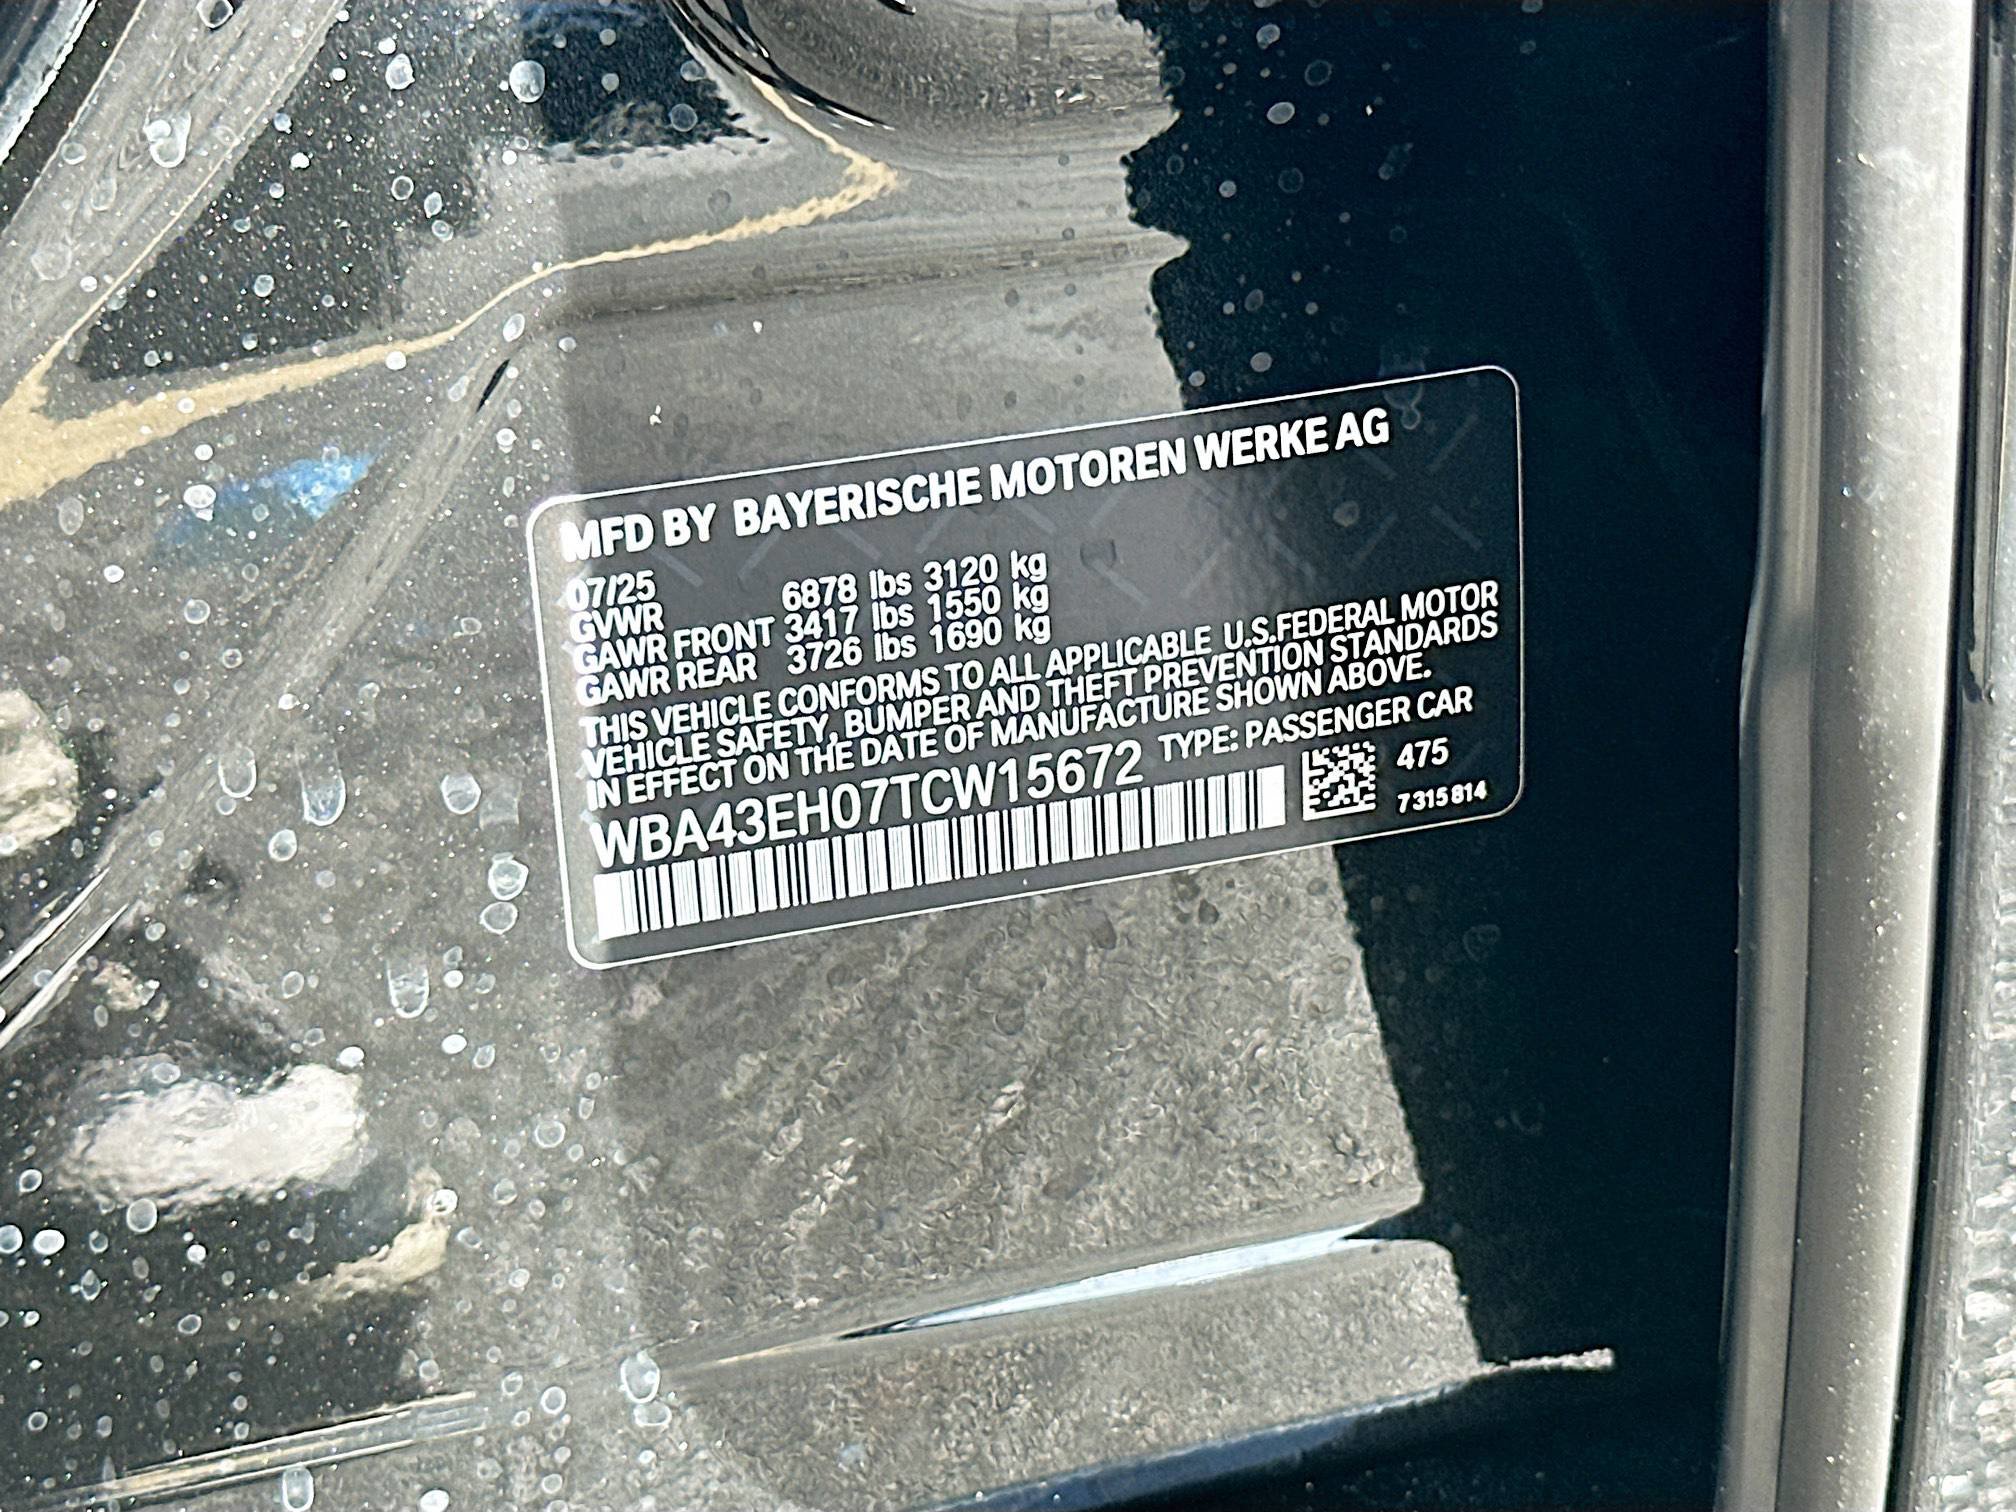 MFD BY BAYERISCHE MOTOREN WERKE AG
07/25
GVWR 6878 lbs 3120 kg
GAWR FRONT 3417 lbs 1550 kg
GAWR REAR 3726 lbs 1690 kg
THIS VEHICLE CONFORMS TO ALL APPLICABLE U.S.FEDERAL MOTOR
VEHICLE SAFETY, BUMPER AND THEFT PREVENTION STANDARDS
IN EFFECT ON THE DATE OF MANUFACTURE SHOWN ABOVE.
WBA43EH07TCW15672 TYPE: PASSENGER CAR
475
7 315 814